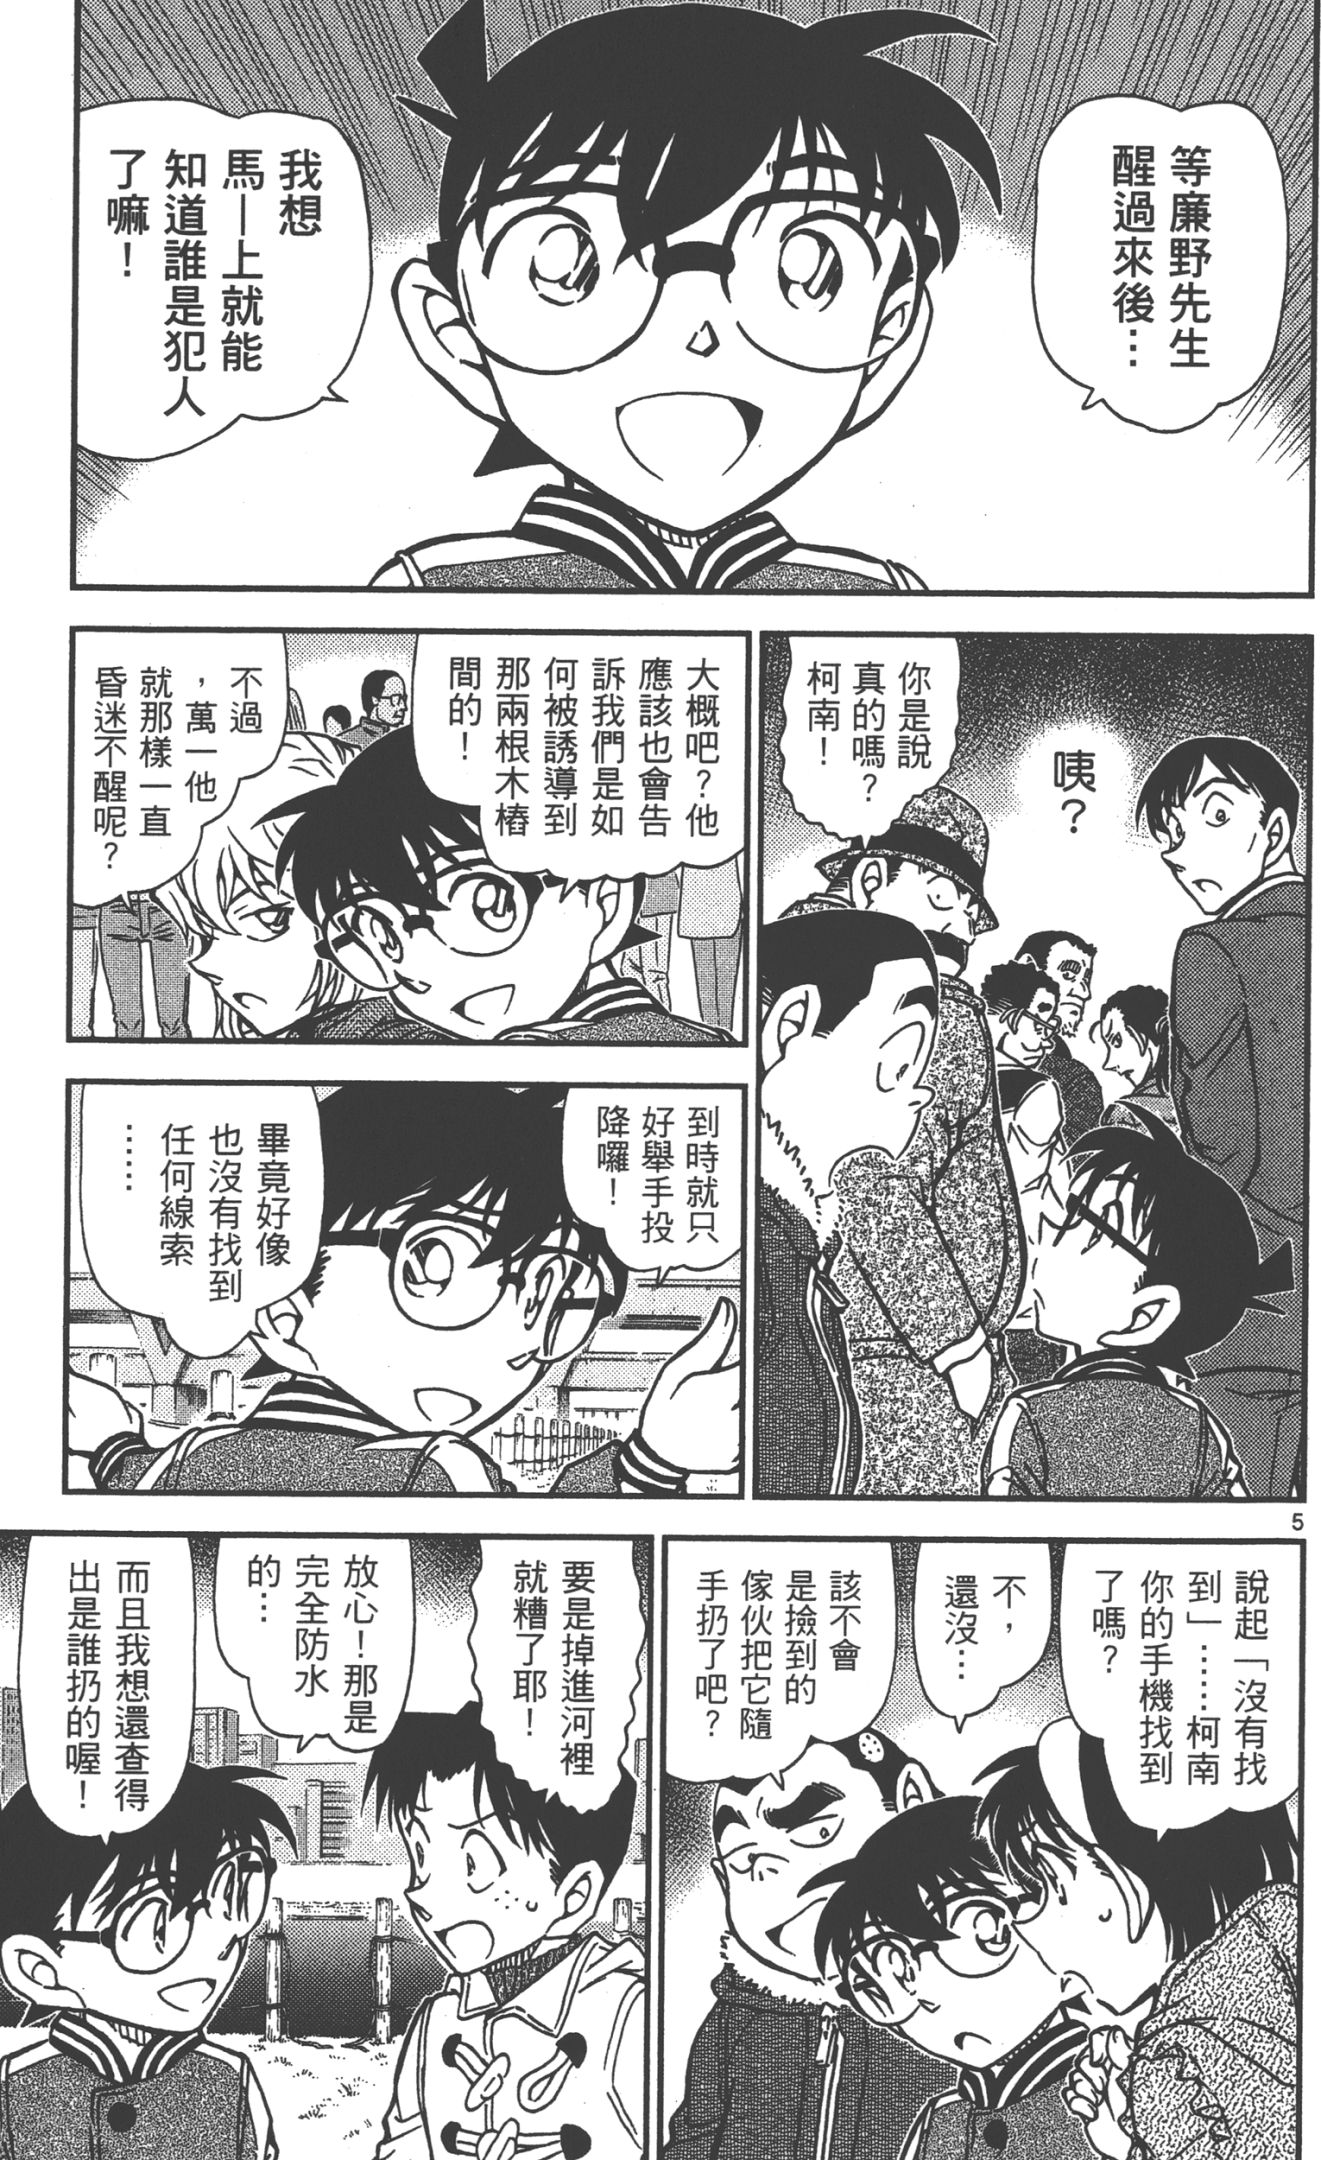 等廉野先生
醒過來後…
我想
馬—上就能
知道誰是犯人
了嘛！
咦？
你是說
真的嗎？
柯南！
大概吧？他
應該也會告
訴我們是如
何被誘導到
那兩根木樁
間的！
不過
，萬一他
就那樣一直
昏迷不醒呢？
到時就只
好舉手投
降囉！
畢竟好像
也沒有找到
任何線索
……
5
說起「沒有找
到」……柯南
你的手機找到
了嗎？
不，
還沒…
該不會
是撿到的
傢伙把它隨
手扔了吧？
要是掉進河裡
就糟了耶！
放心！那是
完全防水
的…
而且我想還查得
出是誰扔的喔！